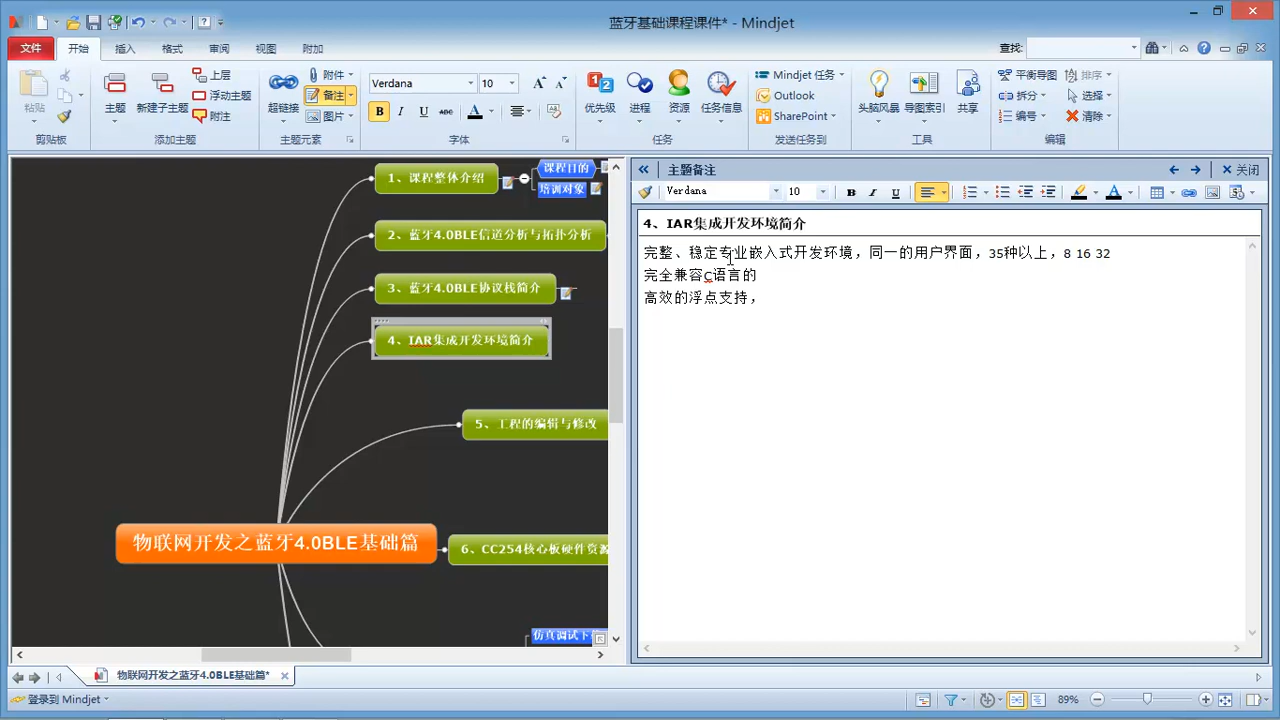 蓝牙基础课程课件* - Mindjet
文件 开始 插入 格式 审阅 视图 附加 查找:
粘贴
剪贴板
主题 新建子主题 上层
浮动主题
附注
添加主题
超链接 附件
备注
图片
主题元素
Verdana 10
B I U ABC A
字体
优先级 进程 资源 任务信息
任务
Mindjet 任务
Outlook
SharePoint
发送任务到
头脑风暴 导图索引 共享
工具
平衡导图 排序
拆分 选择
编号 清除
编辑
1、课程整体介绍
课程目的
培训对象
2、蓝牙4.0BLE信道分析与拓扑分析
3、蓝牙4.0BLE协议栈简介
4、IAR集成开发环境简介
5、工程的编辑与修改
物联网开发之蓝牙4.0BLE基础篇
6、CC254核心板硬件资源
仿真调试下
主题备注 关闭
Verdana 10 B I U A
4、IAR集成开发环境简介
完整、稳定专业嵌入式开发环境，同一的用户界面，35种以上，8 16 32
完全兼容C语言的
高效的浮点支持，
物联网开发之蓝牙4.0BLE基础篇*
登录到 Mindjet 89%